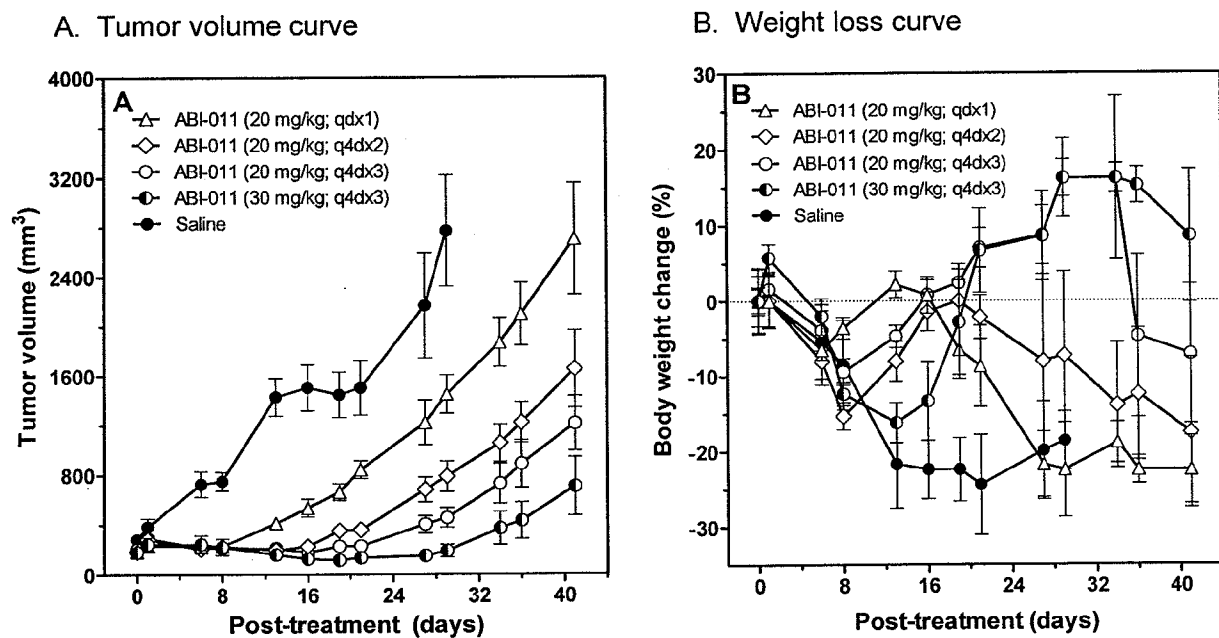 A. Tumor volume curve
A
ABI-011 (20 mg/kg; qdx1)
ABI-011 (20 mg/kg; q4dx2)
ABI-011 (20 mg/kg; q4dx3)
ABI-011 (30 mg/kg; q4dx3)
Saline
4000
3200
2400
1600
800
0
Tumor volume (mm³)
0 8 16 24 32 40
Post-treatment (days)
B. Weight loss curve
B
ABI-011 (20 mg/kg; qdx1)
ABI-011 (20 mg/kg; q4dx2)
ABI-011 (20 mg/kg; q4dx3)
ABI-011 (30 mg/kg; q4dx3)
Saline
30
20
10
0
-10
-20
-30
Body weight change (%)
0 8 16 24 32 40
Post-treatment (days)